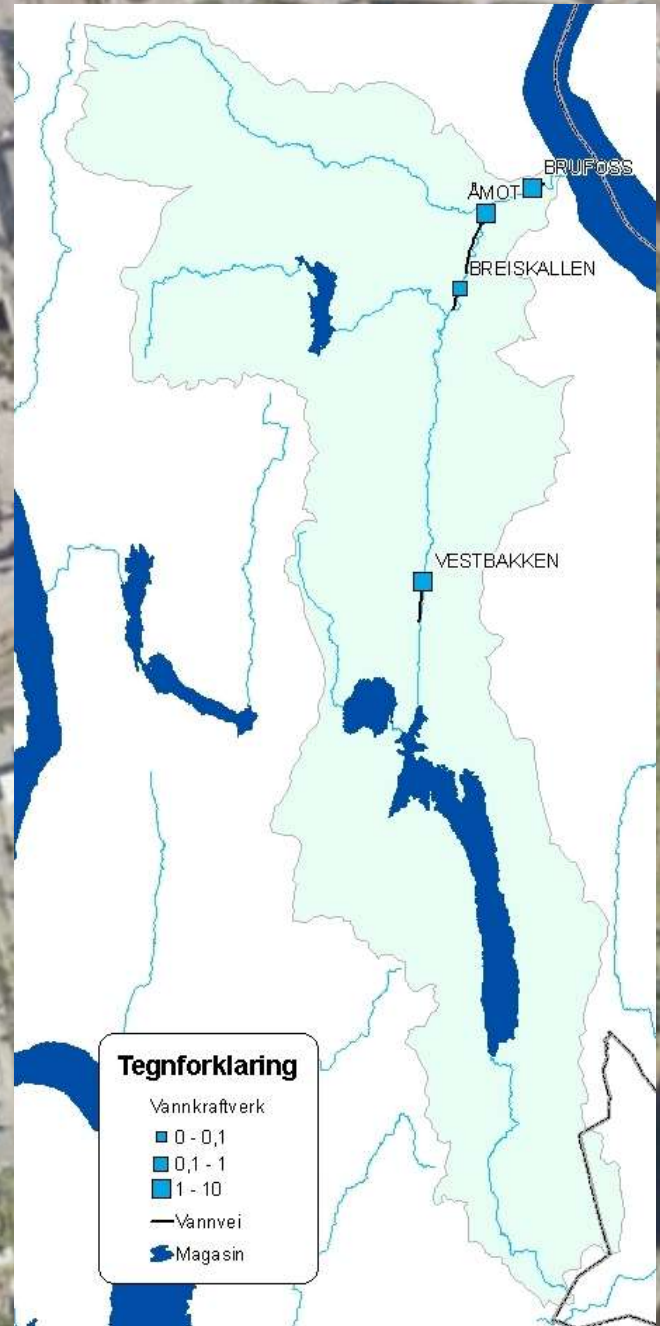 BRUFOSS
ÅMOT
BREISKALLEN
VESTBAKKEN
Tegnforklaring
Vannkraftverk
0 - 0,1
0,1 - 1
1 - 10
Vannvei
Magasin